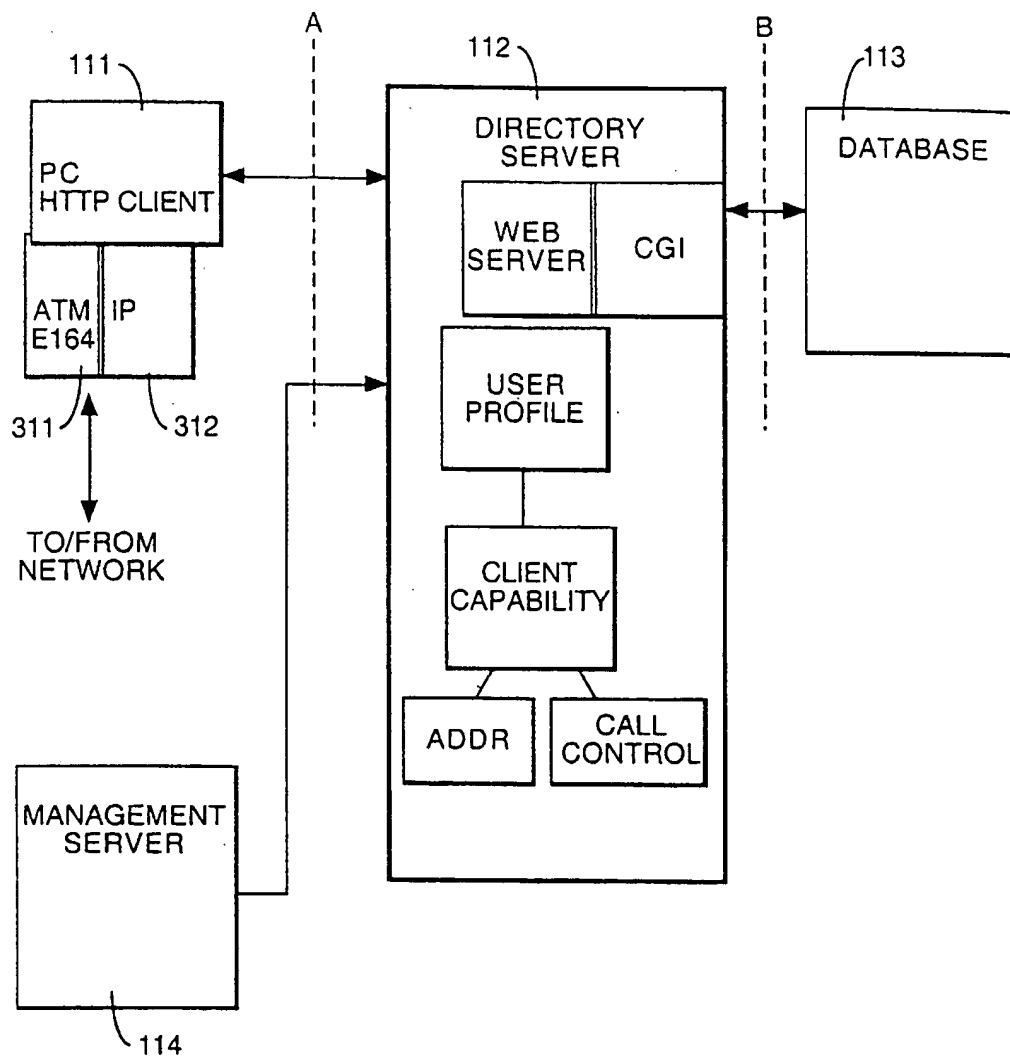 A
B
111
112
113
DIRECTORY
SERVER
DATABASE
PC
HTTP CLIENT
WEB
SERVER
CGI
ATM
E164
IP
311
312
USER
PROFILE
TO/FROM
NETWORK
CLIENT
CAPABILITY
ADDR
CALL
CONTROL
MANAGEMENT
SERVER
114